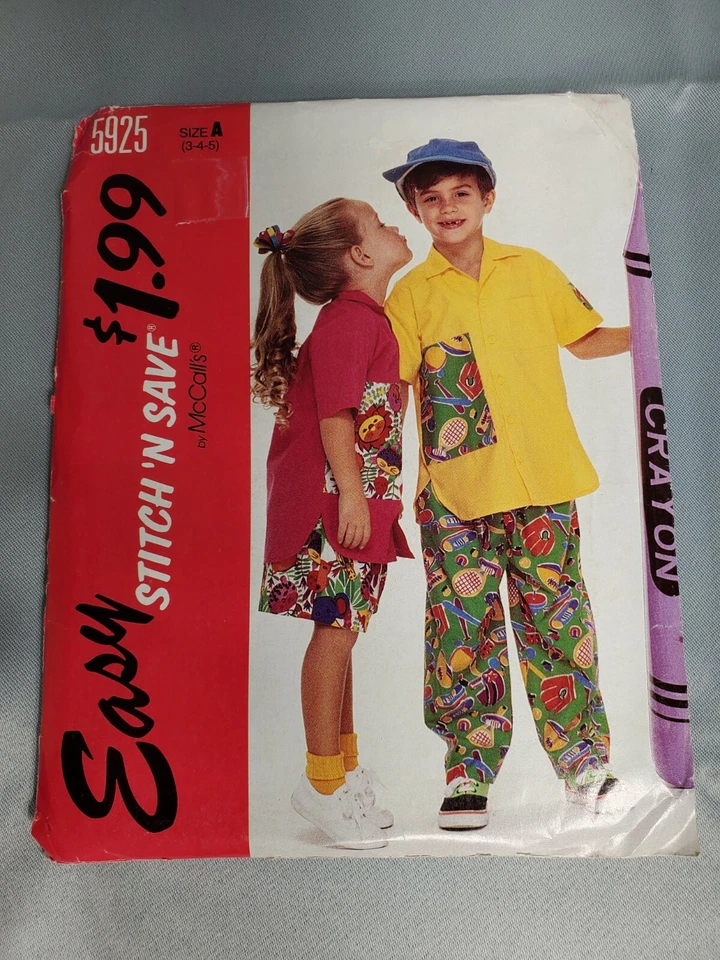 5925
SIZE A
(3-4-5)
$1.99
Easy
STITCH 'N SAVE®
by McCall's®
CRAYON